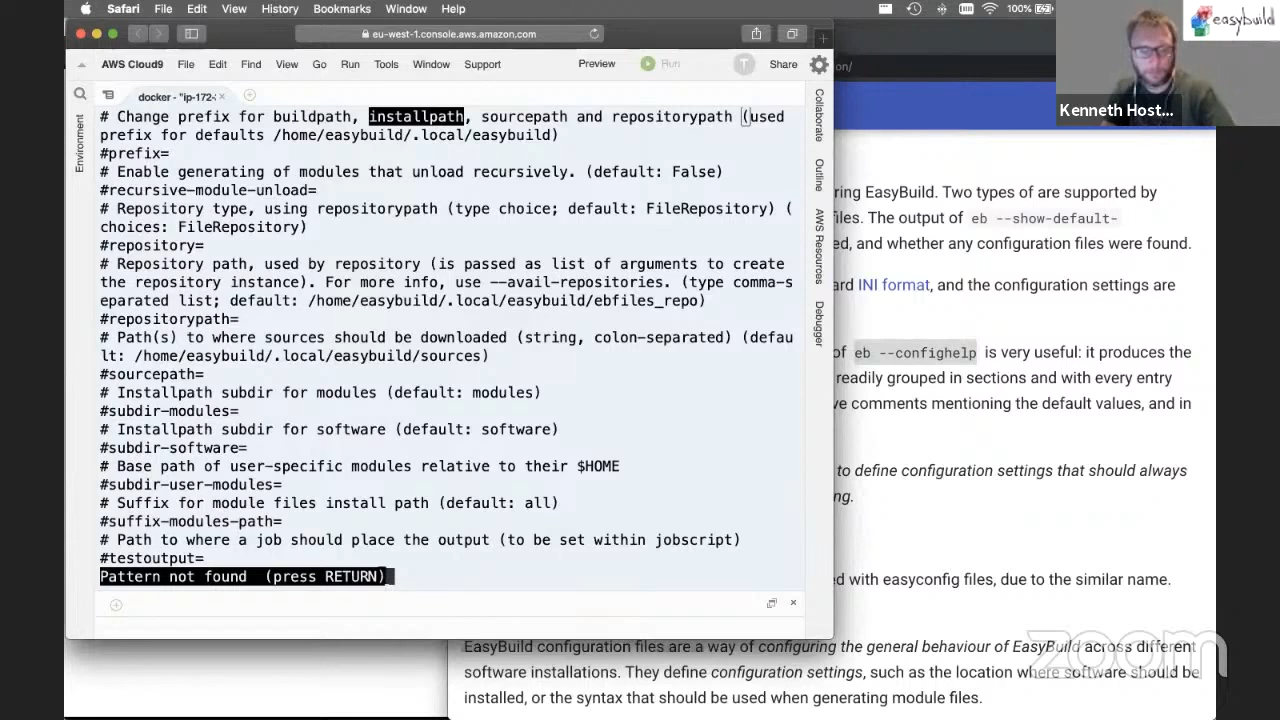 Safari File Edit View History Bookmarks Window Help
100%
easybuild
eu-west-1.console.aws.amazon.com
AWS Cloud9 File Edit Find View Go Run Tools Window Support Preview Run T Share
docker - "ip-172-
Environment
Collaborate
Outline
AWS Resources
Debugger
Kenneth Host...
# Change prefix for buildpath, installpath, sourcepath and repositorypath (used
prefix for defaults /home/easybuild/.local/easybuild)
#prefix=
# Enable generating of modules that unload recursively. (default: False)
#recursive-module-unload=
# Repository type, using repositorypath (type choice; default: FileRepository) (
choices: FileRepository)
#repository=
# Repository path, used by repository (is passed as list of arguments to create
the repository instance). For more info, use --avail-repositories. (type comma-s
eparated list; default: /home/easybuild/.local/easybuild/ebfiles_repo)
#repositorypath=
# Path(s) to where sources should be downloaded (string, colon-separated) (defau
lt: /home/easybuild/.local/easybuild/sources)
#sourcepath=
# Installpath subdir for modules (default: modules)
#subdir-modules=
# Installpath subdir for software (default: software)
#subdir-software=
# Base path of user-specific modules relative to their $HOME
#subdir-user-modules=
# Suffix for module files install path (default: all)
#suffix-modules-path=
# Path to where a job should place the output (to be set within jobscript)
#testoutput=
Pattern not found (press RETURN)
on/
ring EasyBuild. Two types of are supported by
files. The output of eb --show-default-
ed, and whether any configuration files were found.
ard INI format, and the configuration settings are
of eb --confighelp is very useful: it produces the
readily grouped in sections and with every entry
ve comments mentioning the default values, and in
to define configuration settings that should always
ng.
d with easyconfig files, due to the similar name.
EasyBuild configuration files are a way of configuring the general behaviour of EasyBuild across different
software installations. They define configuration settings, such as the location where software should be
installed, or the syntax that should be used when generating module files.
zoom